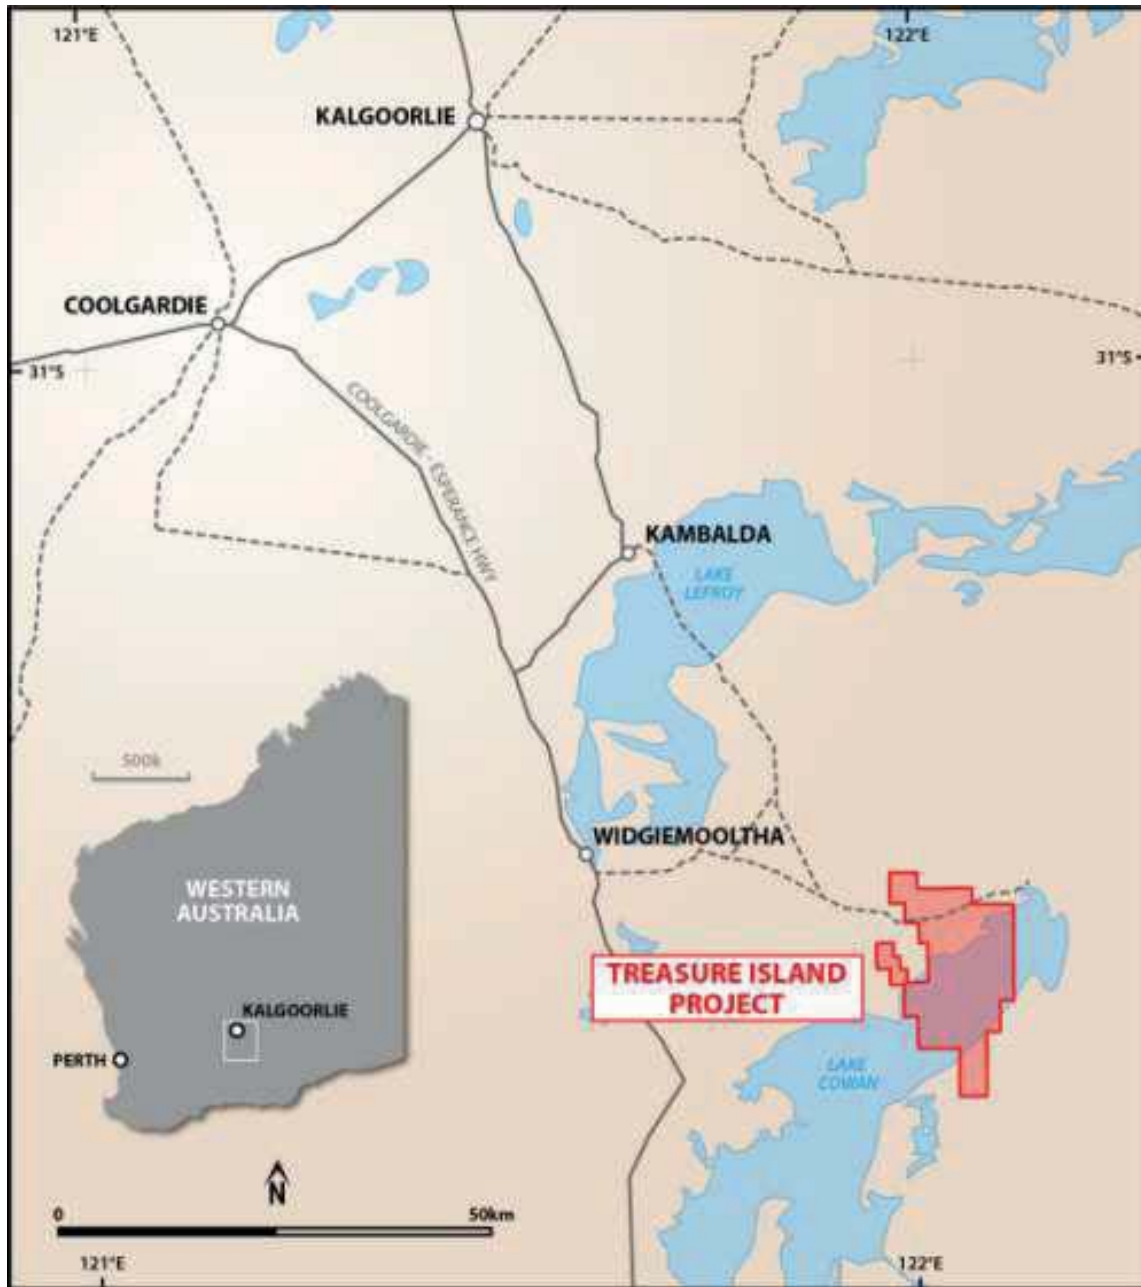 121°E
122°E
KALGOORLIE
COOLGARDIE
31°S
31°S
COOLGARDIE - ESPERANCE HWY
KAMBALDA
LAKE
LEFROY
500k
WIDGIEMOOLTHA
WESTERN
AUSTRALIA
TREASURE ISLAND
PROJECT
KALGOORLIE
PERTH
LAKE
COWAN
N
0
50km
121°E
122°E